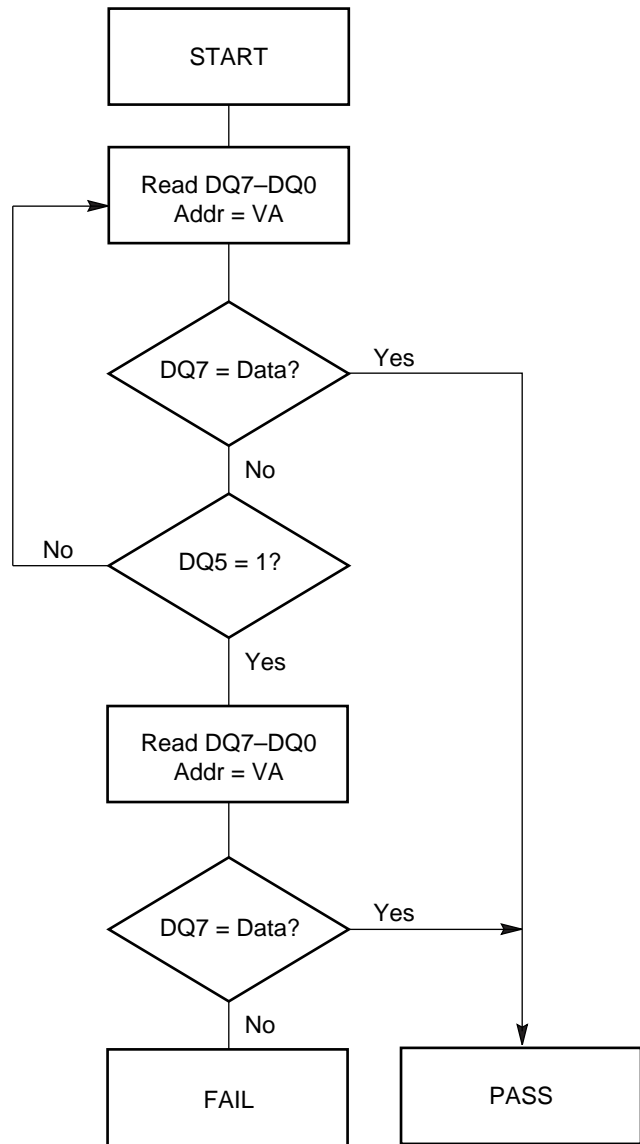 START
Read DQ7–DQ0
Addr = VA
DQ7 = Data?
Yes
No
No
DQ5 = 1?
Yes
Read DQ7–DQ0
Addr = VA
DQ7 = Data?
Yes
No
FAIL
PASS